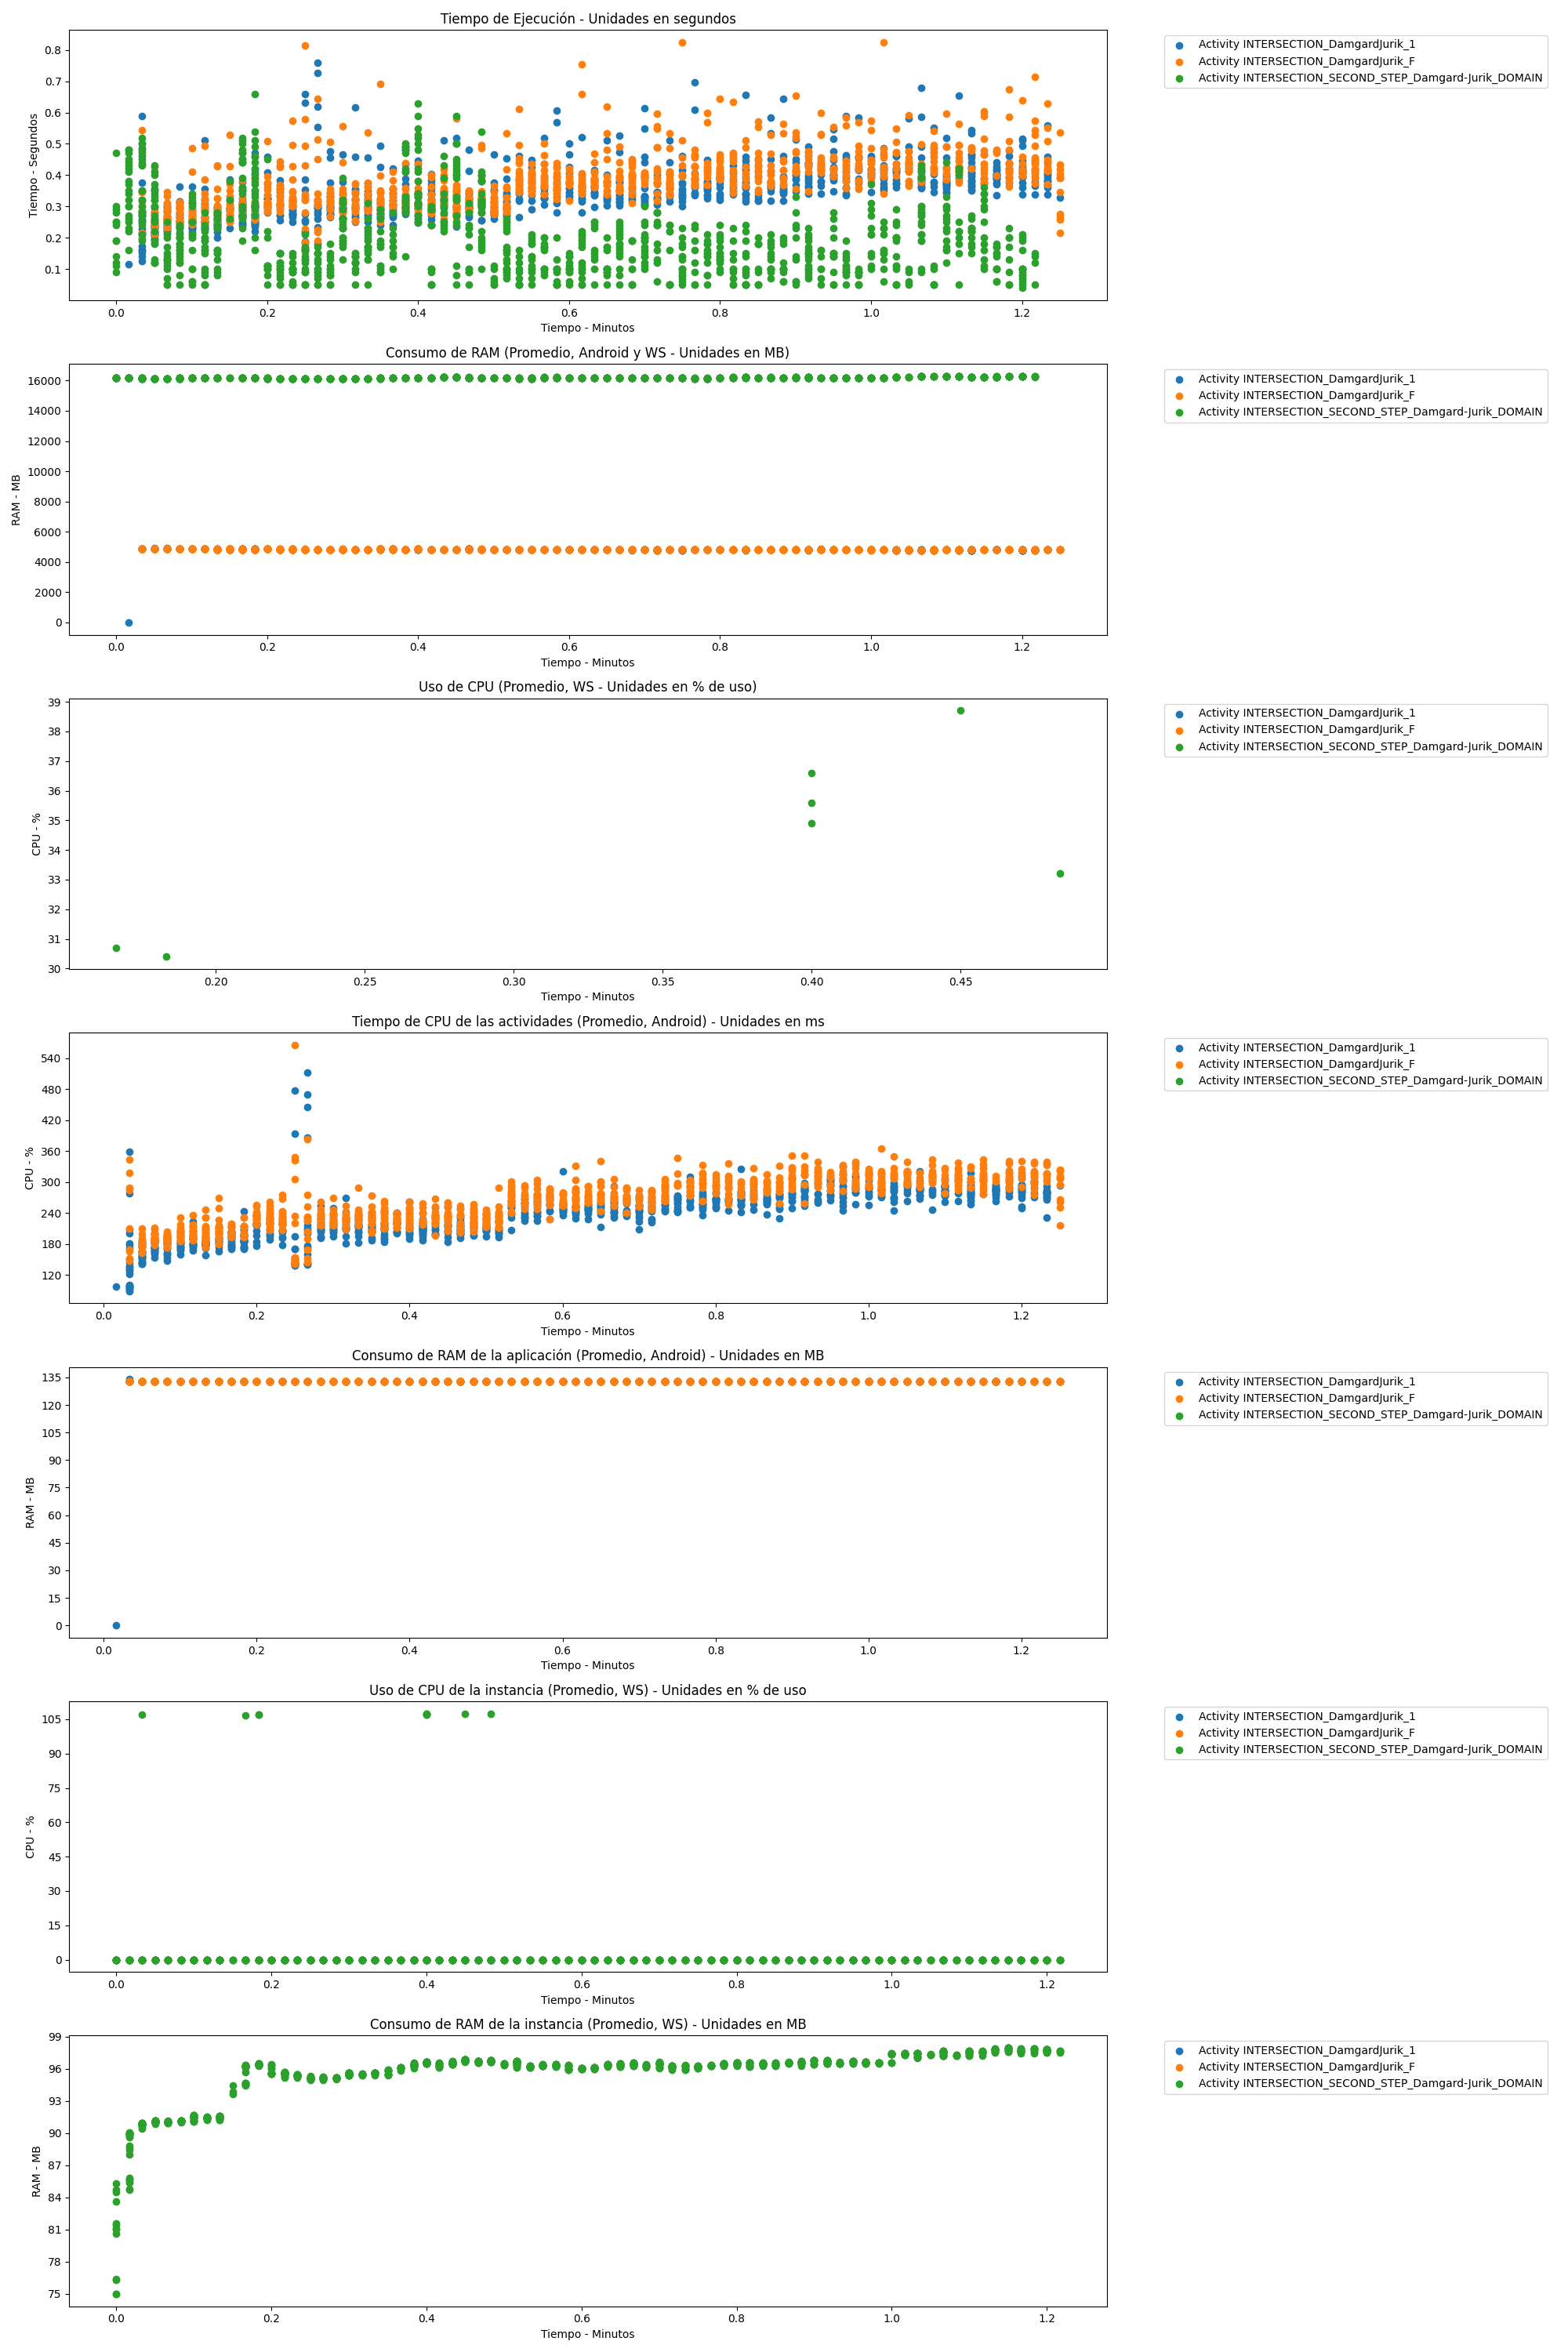 Tiempo de Ejecución - Unidades en segundos
Tiempo - Segundos
0.8
0.7
0.6
0.5
0.4
0.3
0.2
0.1
0.0 0.2 0.4 0.6 0.8 1.0 1.2
Tiempo - Minutos
Activity INTERSECTION_DamgardJurik_1
Activity INTERSECTION_DamgardJurik_F
Activity INTERSECTION_SECOND_STEP_Damgard-Jurik_DOMAIN
Consumo de RAM (Promedio, Android y WS - Unidades en MB)
RAM - MB
16000
14000
12000
10000
8000
6000
4000
2000
0
0.0 0.2 0.4 0.6 0.8 1.0 1.2
Tiempo - Minutos
Activity INTERSECTION_DamgardJurik_1
Activity INTERSECTION_DamgardJurik_F
Activity INTERSECTION_SECOND_STEP_Damgard-Jurik_DOMAIN
Uso de CPU (Promedio, WS - Unidades en % de uso)
CPU - %
39
38
37
36
35
34
33
32
31
30
0.20 0.25 0.30 0.35 0.40 0.45
Tiempo - Minutos
Activity INTERSECTION_DamgardJurik_1
Activity INTERSECTION_DamgardJurik_F
Activity INTERSECTION_SECOND_STEP_Damgard-Jurik_DOMAIN
Tiempo de CPU de las actividades (Promedio, Android) - Unidades en ms
CPU - %
540
480
420
360
300
240
180
120
0.0 0.2 0.4 0.6 0.8 1.0 1.2
Tiempo - Minutos
Activity INTERSECTION_DamgardJurik_1
Activity INTERSECTION_DamgardJurik_F
Activity INTERSECTION_SECOND_STEP_Damgard-Jurik_DOMAIN
Consumo de RAM de la aplicación (Promedio, Android) - Unidades en MB
RAM - MB
135
120
105
90
75
60
45
30
15
0
0.0 0.2 0.4 0.6 0.8 1.0 1.2
Tiempo - Minutos
Activity INTERSECTION_DamgardJurik_1
Activity INTERSECTION_DamgardJurik_F
Activity INTERSECTION_SECOND_STEP_Damgard-Jurik_DOMAIN
Uso de CPU de la instancia (Promedio, WS) - Unidades en % de uso
CPU - %
105
90
75
60
45
30
15
0
0.0 0.2 0.4 0.6 0.8 1.0 1.2
Tiempo - Minutos
Activity INTERSECTION_DamgardJurik_1
Activity INTERSECTION_DamgardJurik_F
Activity INTERSECTION_SECOND_STEP_Damgard-Jurik_DOMAIN
Consumo de RAM de la instancia (Promedio, WS) - Unidades en MB
RAM - MB
99
96
93
90
87
84
81
78
75
0.0 0.2 0.4 0.6 0.8 1.0 1.2
Tiempo - Minutos
Activity INTERSECTION_DamgardJurik_1
Activity INTERSECTION_DamgardJurik_F
Activity INTERSECTION_SECOND_STEP_Damgard-Jurik_DOMAIN